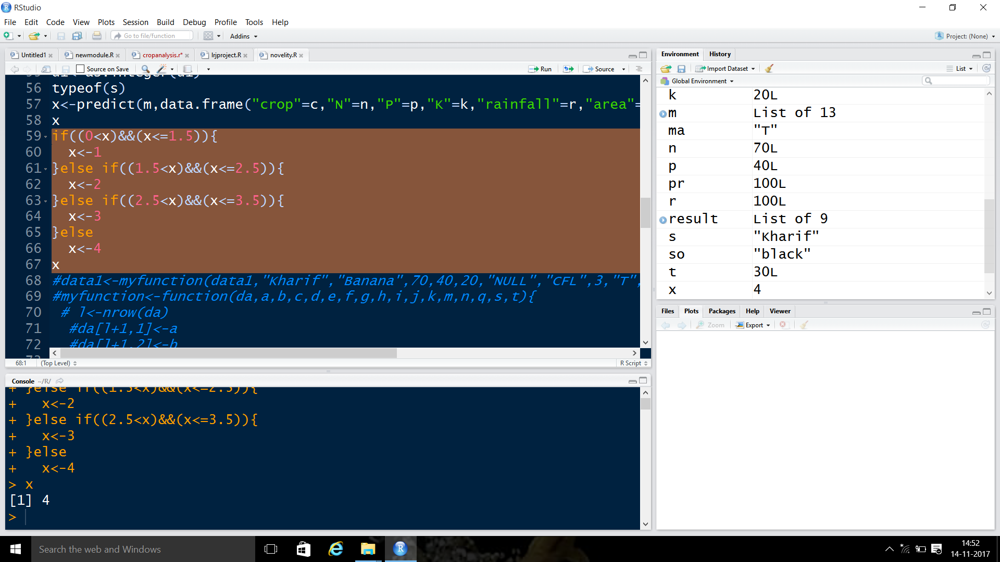 RStudio
File Edit Code View Plots Session Build Debug Profile Tools Help
Go to file/function Addins Project: (None)
Untitled1 newmodule.R cropanalysis.r* lrjproject.R novelity.R
Source on Save Run Source
56 typeof(s)
57 x<-predict(m,data.frame("crop"=c,"N"=n,"P"=p,"K"=k,"rainfall"=r,"area"=
58 x
59 if((0<x)&&(x<=1.5)){
60 x<-1
61 }else if((1.5<x)&&(x<=2.5)){
62 x<-2
63 }else if((2.5<x)&&(x<=3.5)){
64 x<-3
65 }else
66 x<-4
67 x
68 #data1<-myfunction(data1,"Kharif","Banana",70,40,20,"NULL","CFL",3,"T",
69 #myfunction<-function(da,a,b,c,d,e,f,g,h,i,j,k,m,n,q,s,t){
70 # l<-nrow(da)
71 #da[l+1,1]<-a
72 #da[l+1,2]<-b
68:1 (Top Level) R Script
Console ~/R/
+ }else if((1.5<x)&&(x<=2.5)){
+ x<-2
+ }else if((2.5<x)&&(x<=3.5)){
+ x<-3
+ }else
+ x<-4
> x
[1] 4
>
Environment History
Import Dataset List
Global Environment
k 20L
m List of 13
ma "T"
n 70L
p 40L
pr 100L
r 100L
result List of 9
s "Kharif"
so "black"
t 30L
x 4
Files Plots Packages Help Viewer
Zoom Export
Search the web and Windows
14:52
14-11-2017